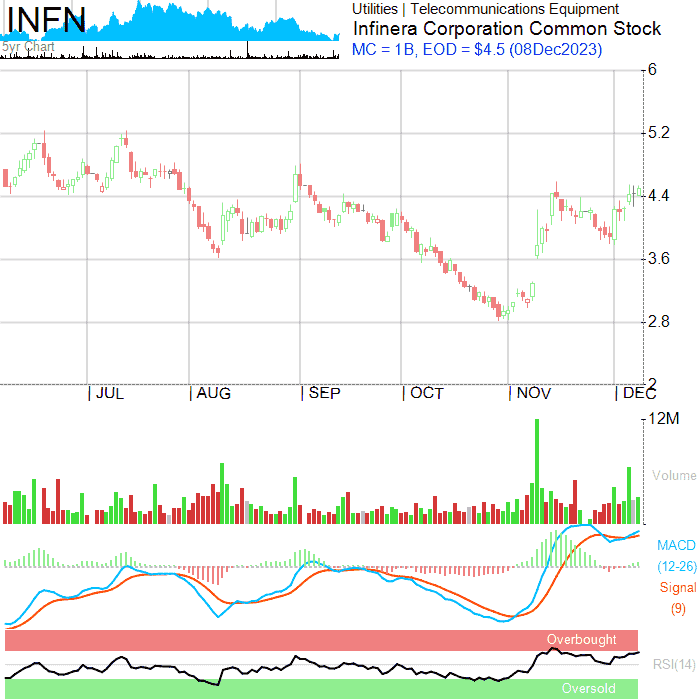 INFN
5yr Chart
Utilities | Telecommunications Equipment
Infinera Corporation Common Stock
MC = 1B, EOD = $4.5 (08Dec2023)
6
5.2
4.4
3.6
2.8
2
JUL AUG SEP OCT NOV DEC
12M
Volume
MACD
(12-26)
Signal
(9)
Overbought
RSI(14)
Oversold